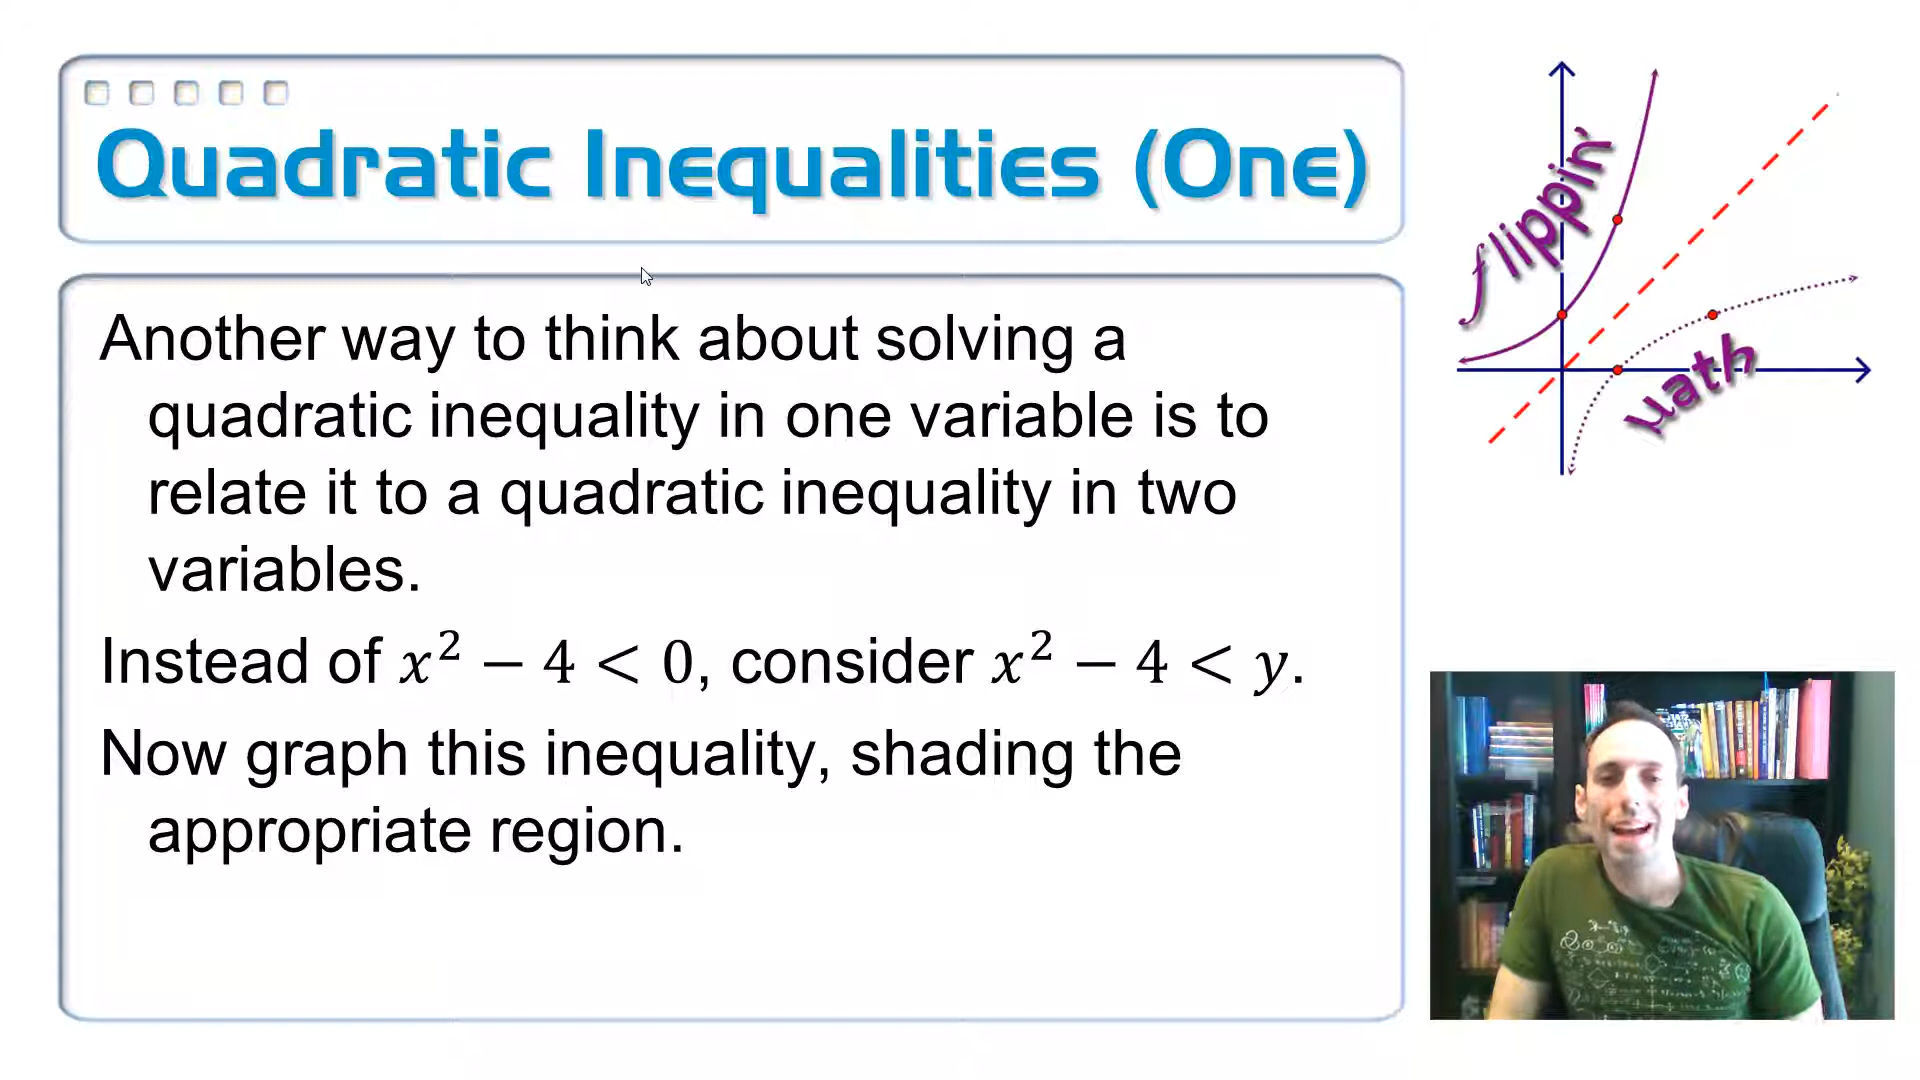 Quadratic Inequalities (One)
Another way to think about solving a
quadratic inequality in one variable is to
relate it to a quadratic inequality in two
variables.
Instead of x² − 4 < 0, consider x² − 4 < y.
Now graph this inequality, shading the
appropriate region.
flippin'
math